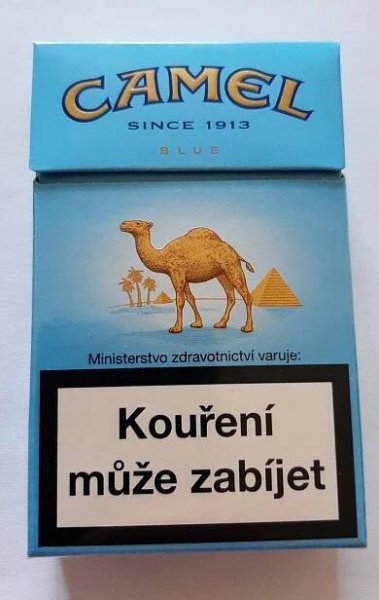 CAMEL
SINCE 1913
BLUE
Ministerstvo zdravotnictví varuje:
Kouření
může zabíjet